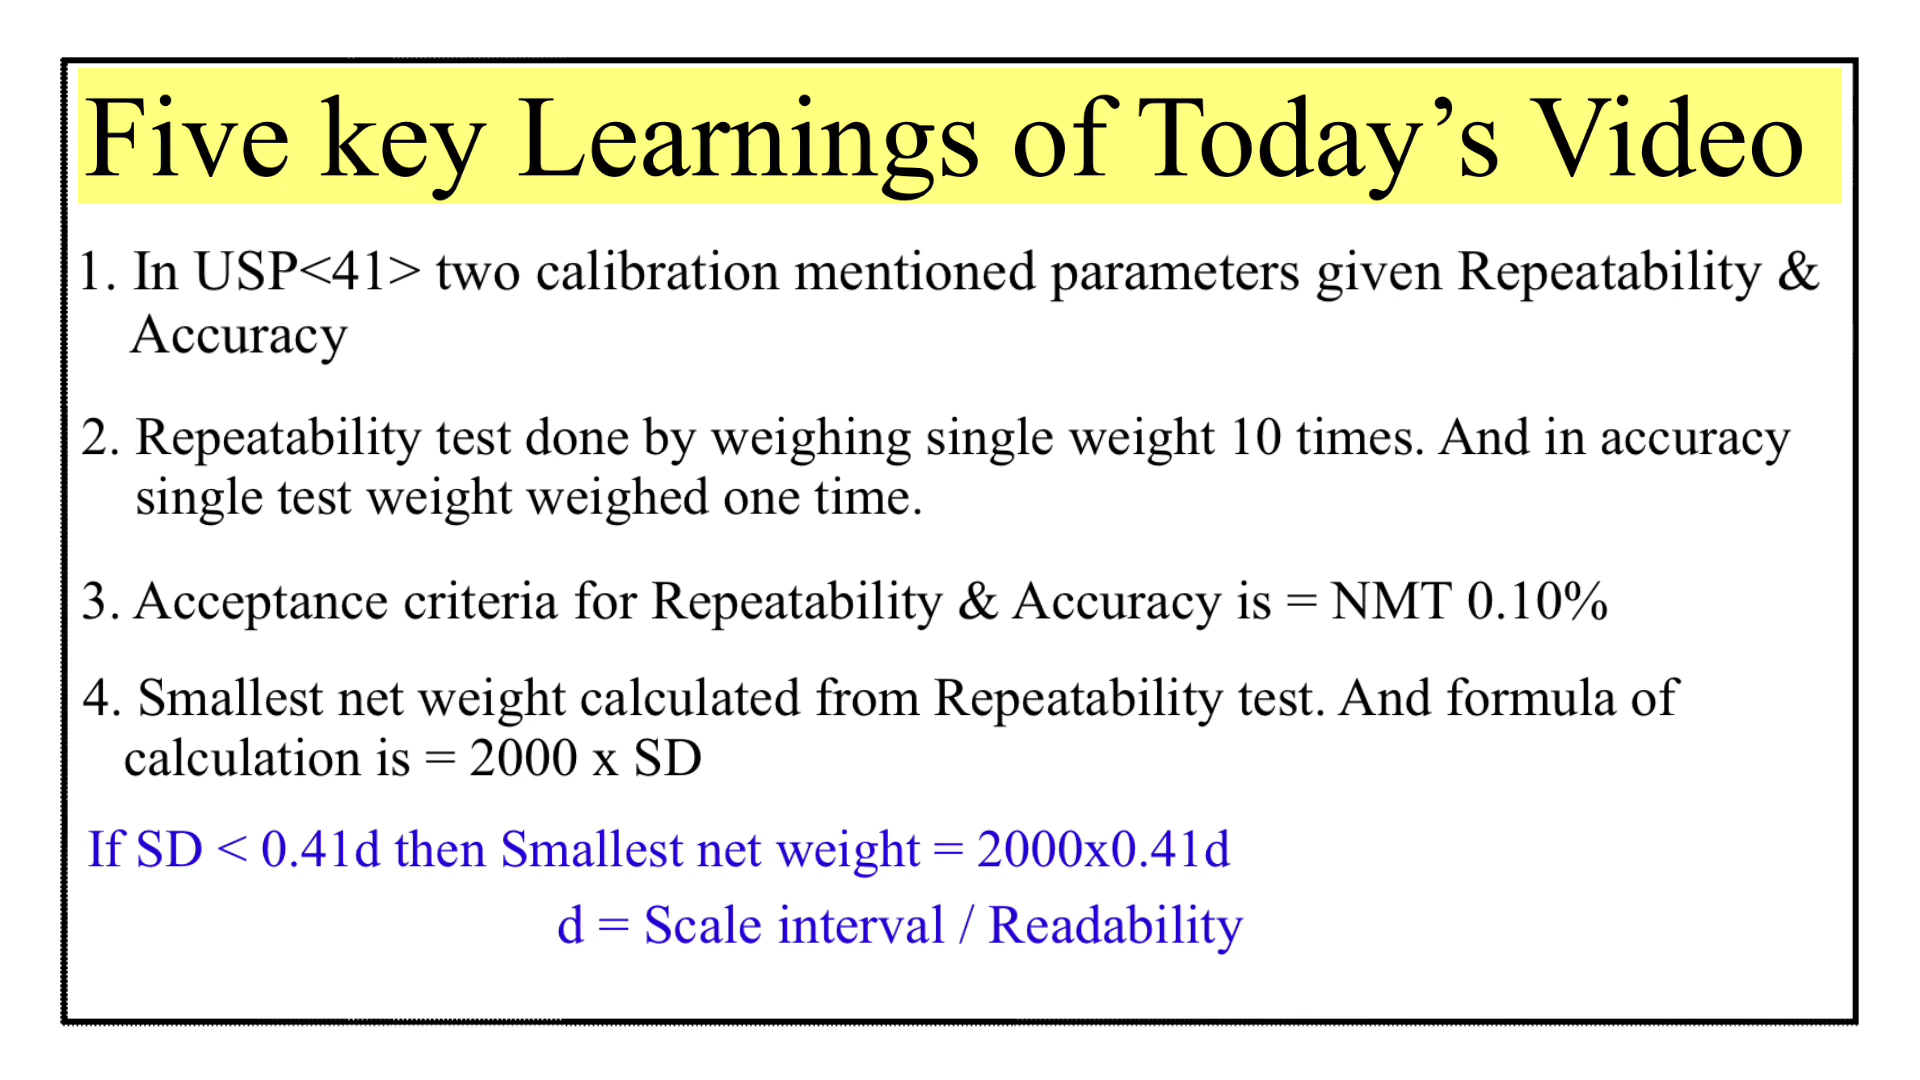 Five key Learnings of Today’s Video
1. In USP<41> two calibration mentioned parameters given Repeatability &
Accuracy
2. Repeatability test done by weighing single weight 10 times. And in accuracy
single test weight weighed one time.
3. Acceptance criteria for Repeatability & Accuracy is = NMT 0.10%
4. Smallest net weight calculated from Repeatability test. And formula of
calculation is = 2000 x SD
If SD < 0.41d then Smallest net weight = 2000x0.41d
d = Scale interval / Readability